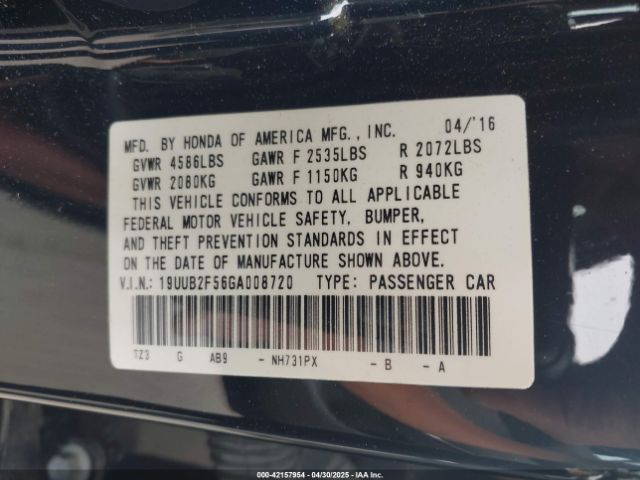 MFD. BY HONDA OF AMERICA MFG., INC. 04/'16
GVWR 4586LBS GAWR F 2535LBS R 2072LBS
GVWR 2080KG GAWR F 1150KG R 940KG
THIS VEHICLE CONFORMS TO ALL APPLICABLE
FEDERAL MOTOR VEHICLE SAFETY, BUMPER,
AND THEFT PREVENTION STANDARDS IN EFFECT
ON THE DATE OF MANUFACTURE SHOWN ABOVE.
V.I.N.: 19UUB2F56GA008720 TYPE: PASSENGER CAR
TZ3 G AB9 - NH731PX - B - A
000-42157954 - 04/30/2025 - IAA Inc.